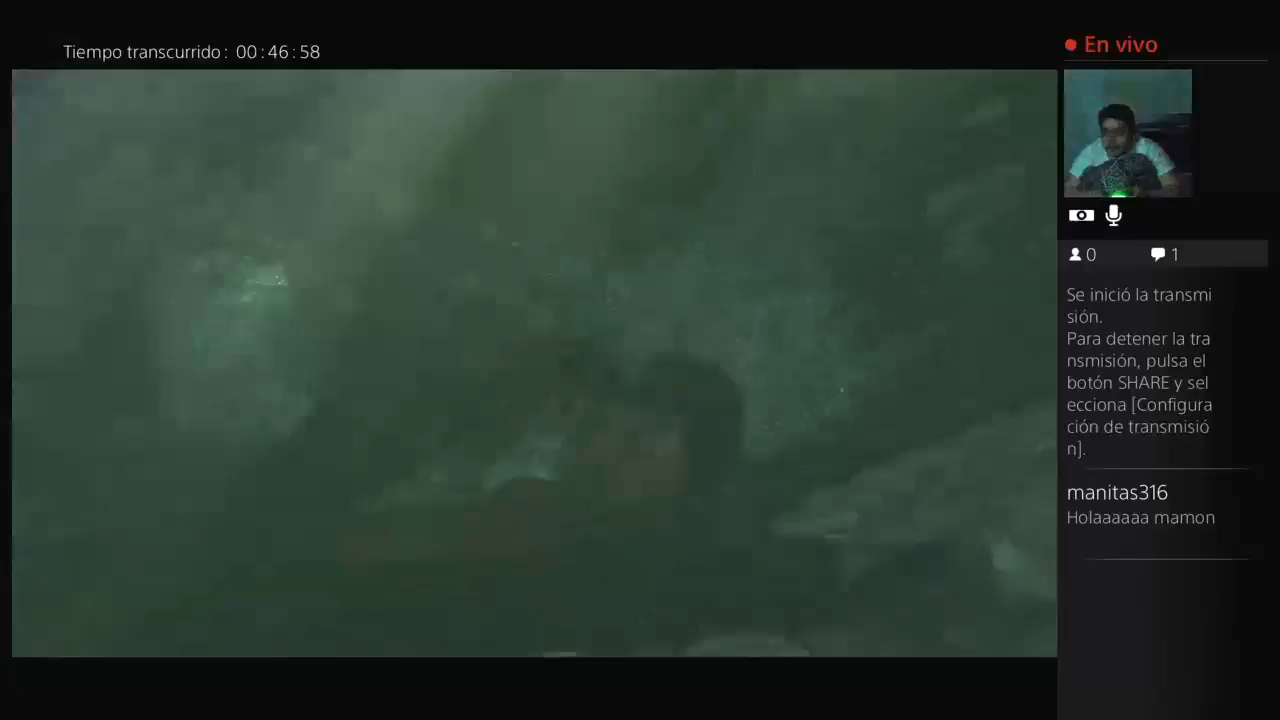 Tiempo transcurrido: 00:46:58
En vivo
0
1
Se inició la transmi
sión.
Para detener la tra
nsmisión, pulsa el
botón SHARE y sel
ecciona [Configura
ción de transmisió
n].
manitas316
Holaaaaaa mamon